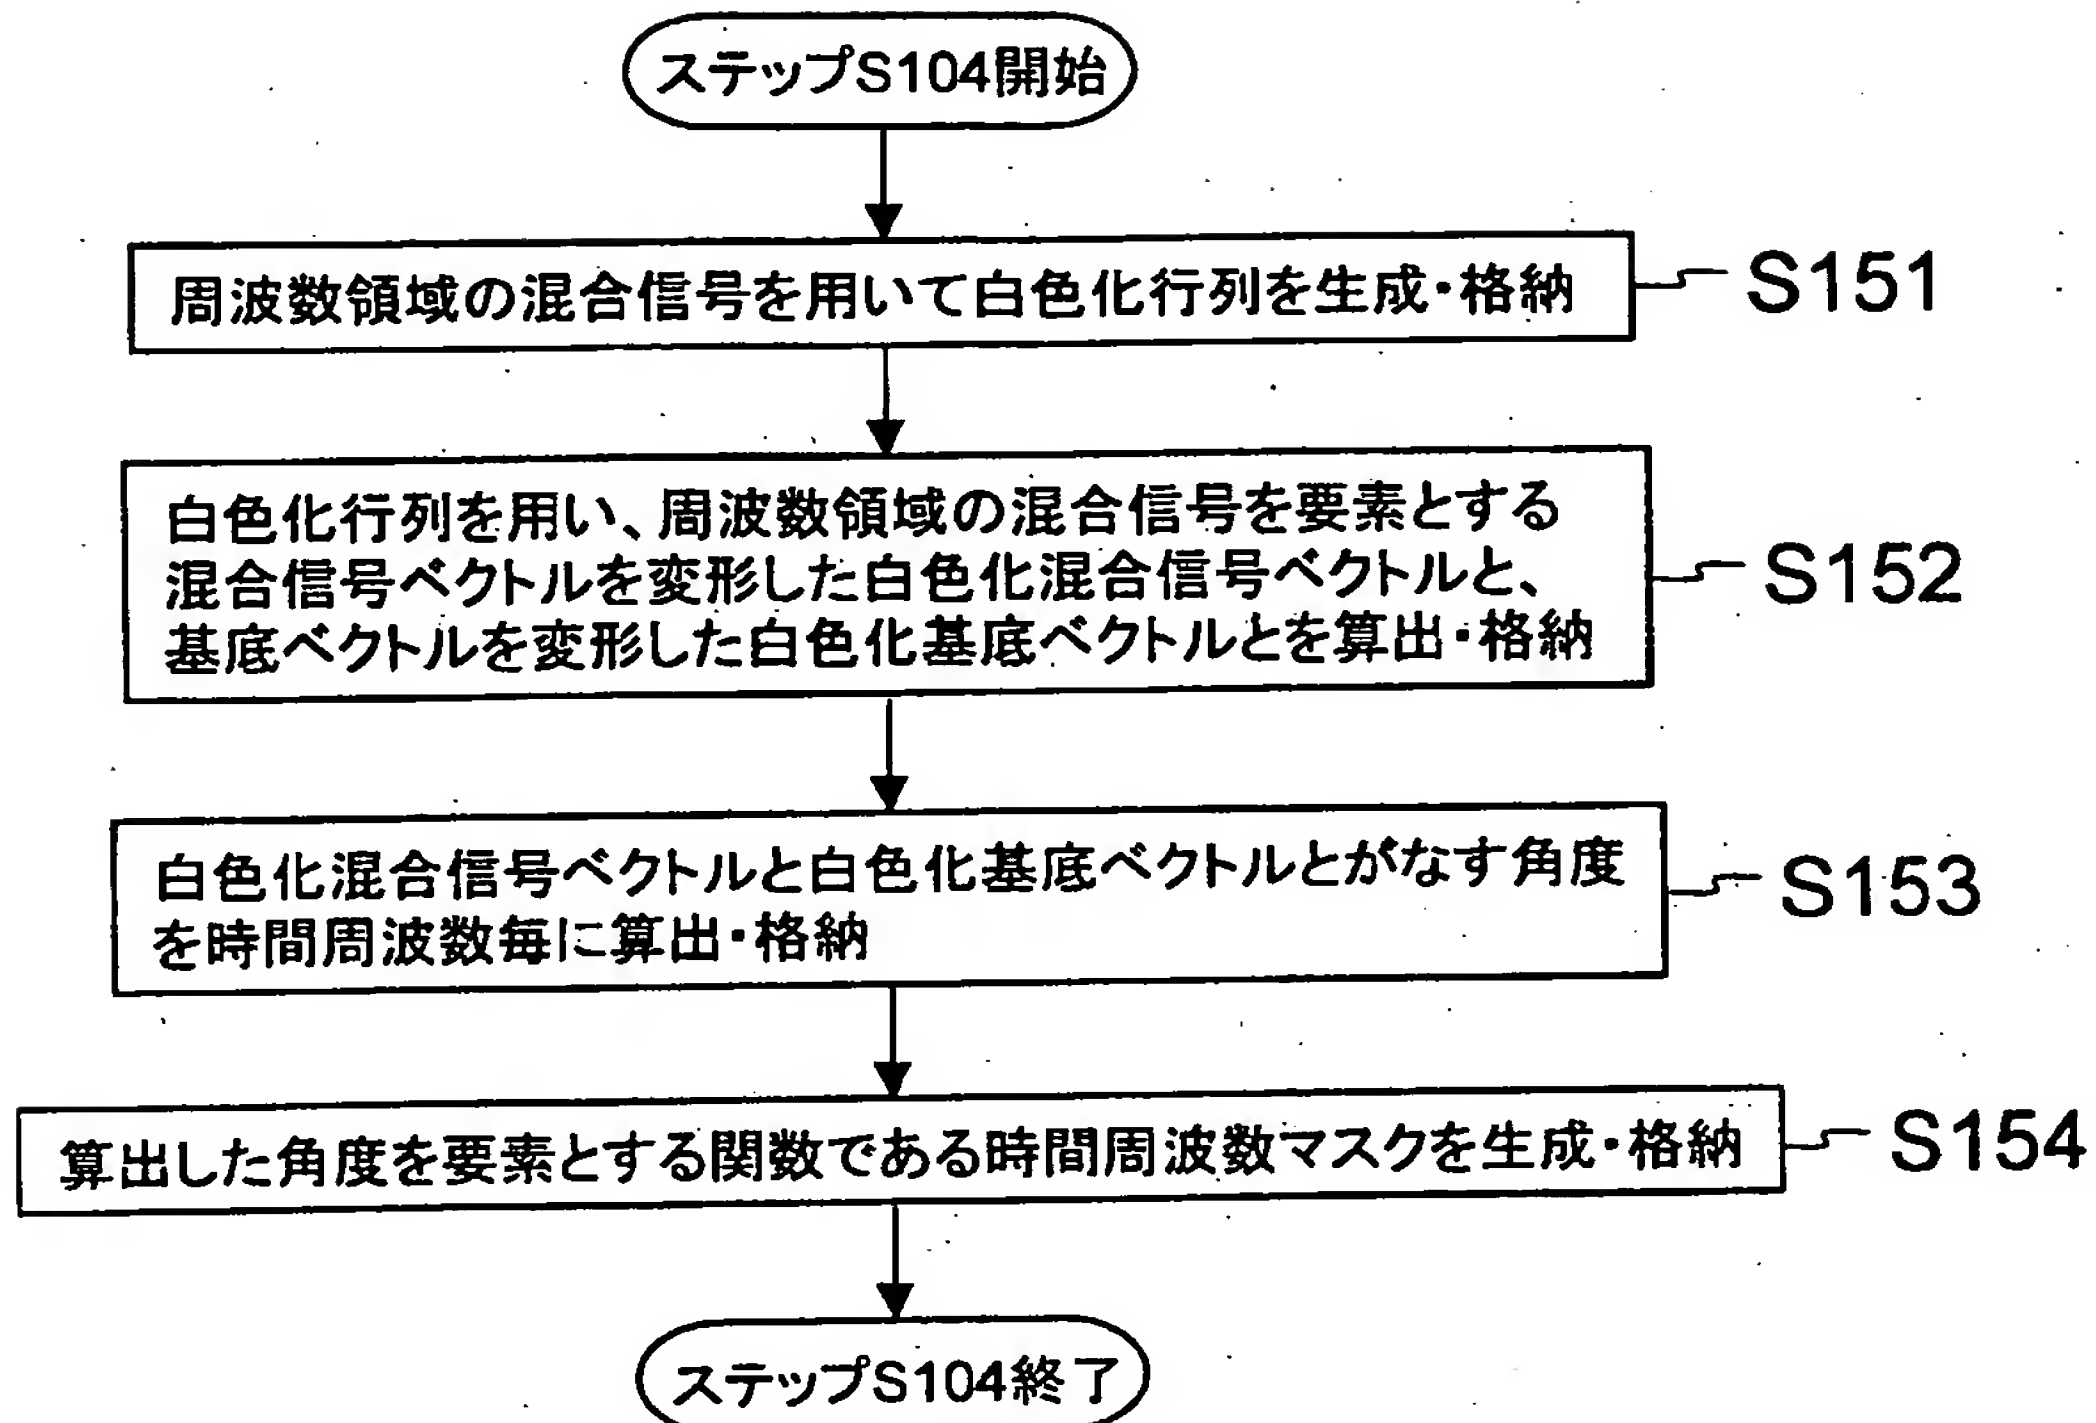 ステップS104開始
周波数領域の混合信号を用いて白色化行列を生成・格納
S151
白色化行列を用い、周波数領域の混合信号を要素とする
混合信号ベクトルを変形した白色化混合信号ベクトルと、
基底ベクトルを変形した白色化基底ベクトルとを算出・格納
S152
白色化混合信号ベクトルと白色化基底ベクトルとがなす角度
を時間周波数毎に算出・格納
S153
算出した角度を要素とする関数である時間周波数マスクを生成・格納
S154
ステップS104終了